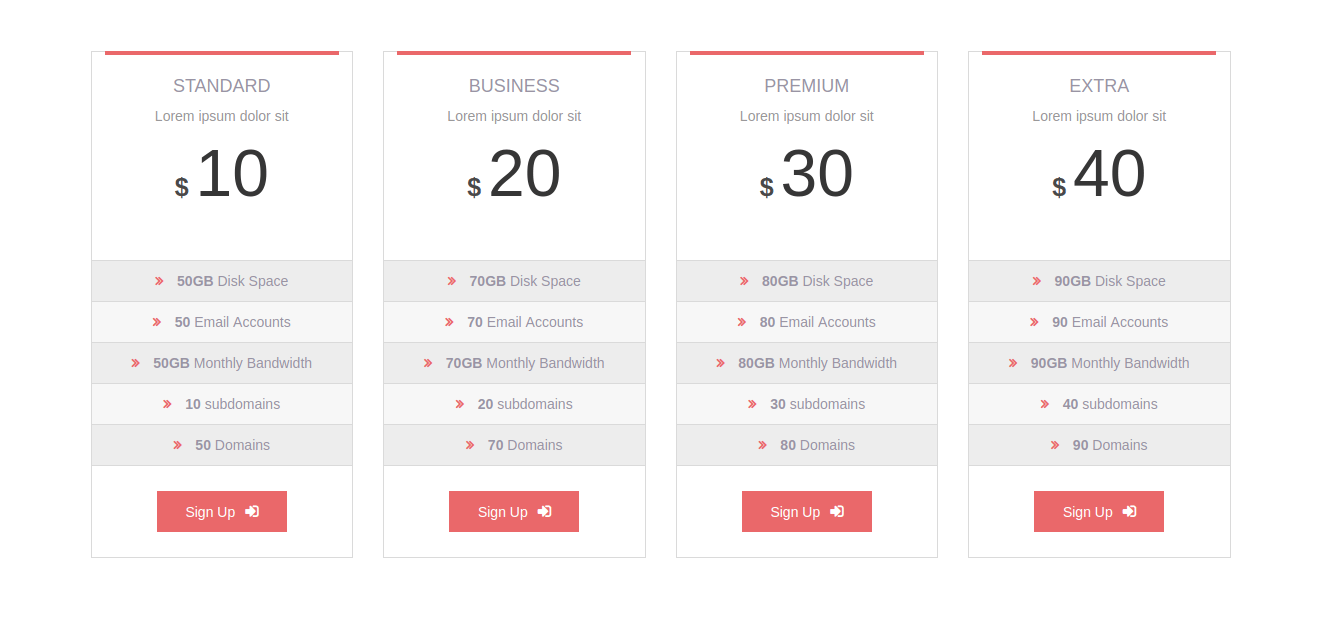 STANDARD
Lorem ipsum dolor sit
$ 10
50GB Disk Space
50 Email Accounts
50GB Monthly Bandwidth
10 subdomains
50 Domains
Sign Up
BUSINESS
Lorem ipsum dolor sit
$ 20
70GB Disk Space
70 Email Accounts
70GB Monthly Bandwidth
20 subdomains
70 Domains
Sign Up
PREMIUM
Lorem ipsum dolor sit
$ 30
80GB Disk Space
80 Email Accounts
80GB Monthly Bandwidth
30 subdomains
80 Domains
Sign Up
EXTRA
Lorem ipsum dolor sit
$ 40
90GB Disk Space
90 Email Accounts
90GB Monthly Bandwidth
40 subdomains
90 Domains
Sign Up